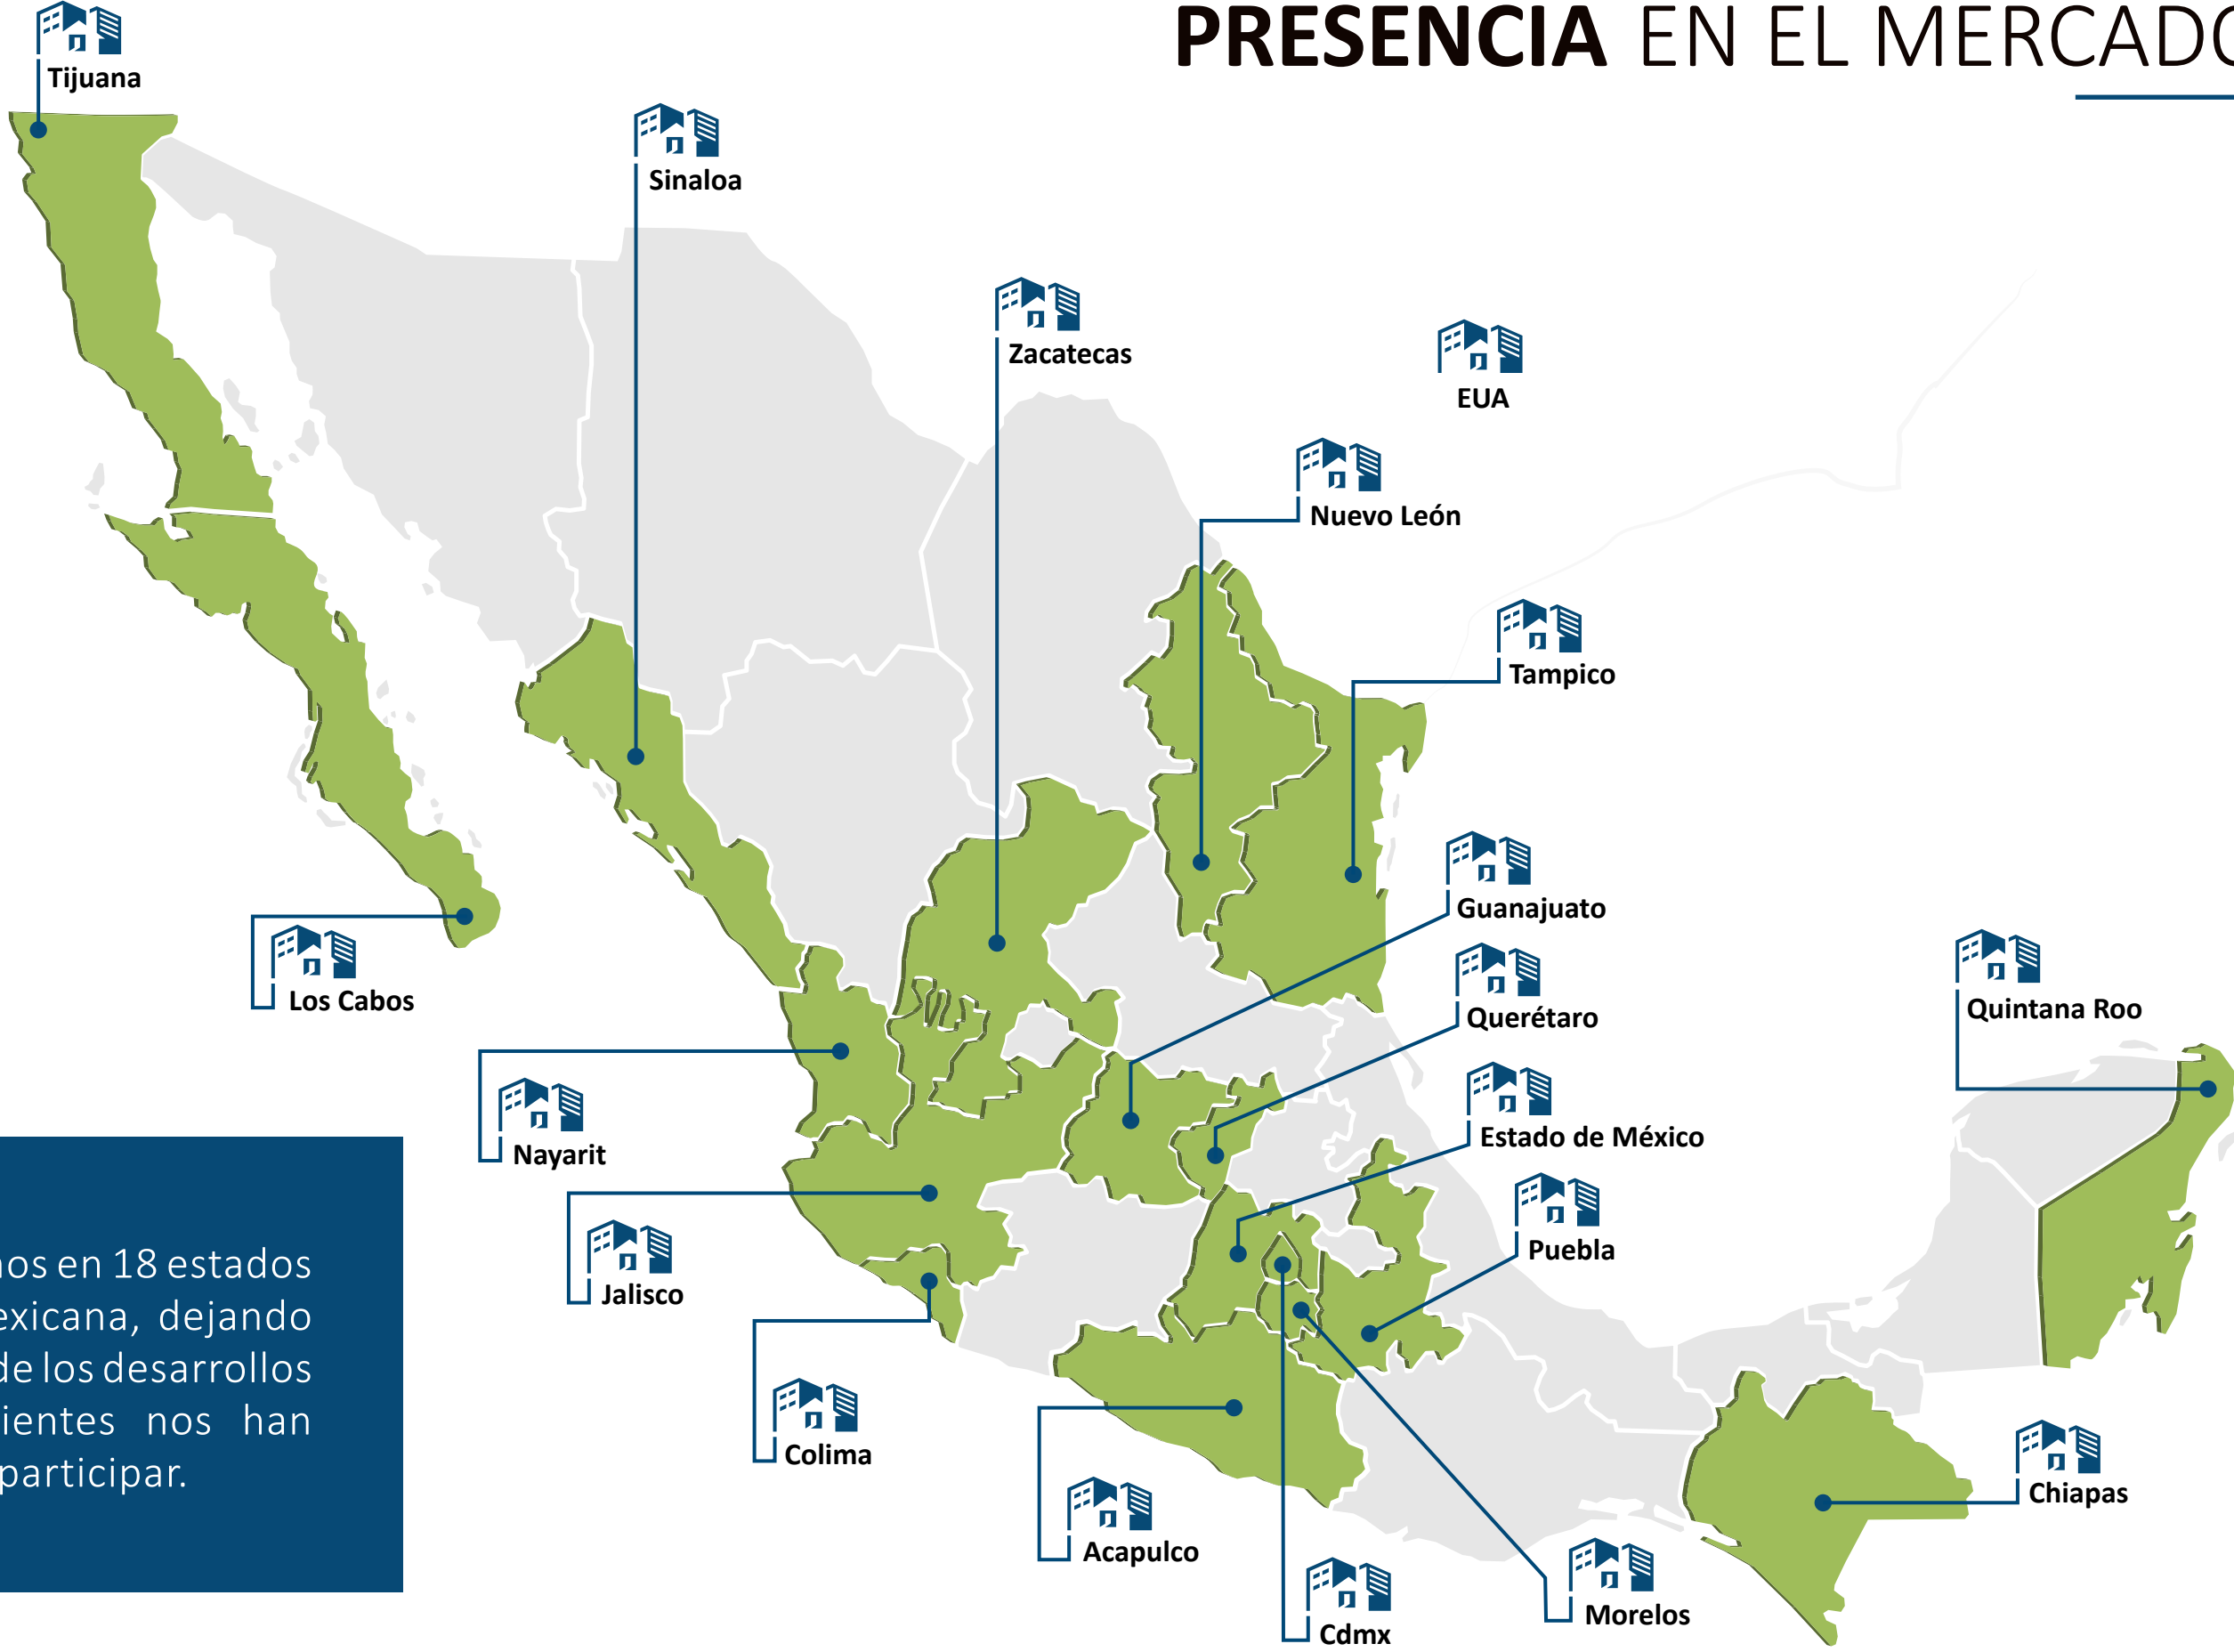 PRESENCIA EN EL MERCADO
Tijuana
Sinaloa
Zacatecas
EUA
Nuevo León
Tampico
Guanajuato
Los Cabos
Querétaro
Quintana Roo
Estado de México
Nayarit
Puebla
Jalisco
Colima
Chiapas
Acapulco
Morelos
Cdmx
os en 18 estados
exicana, dejando
de los desarrollos
ientes nos han
participar.